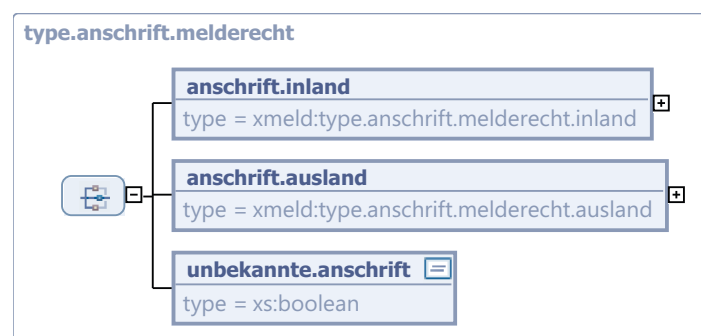 type.anschrift.melderecht
anschrift.inland
type = xmeld:type.anschrift.melderecht.inland
anschrift.ausland
type = xmeld:type.anschrift.melderecht.ausland
unbekannte.anschrift
type = xs:boolean